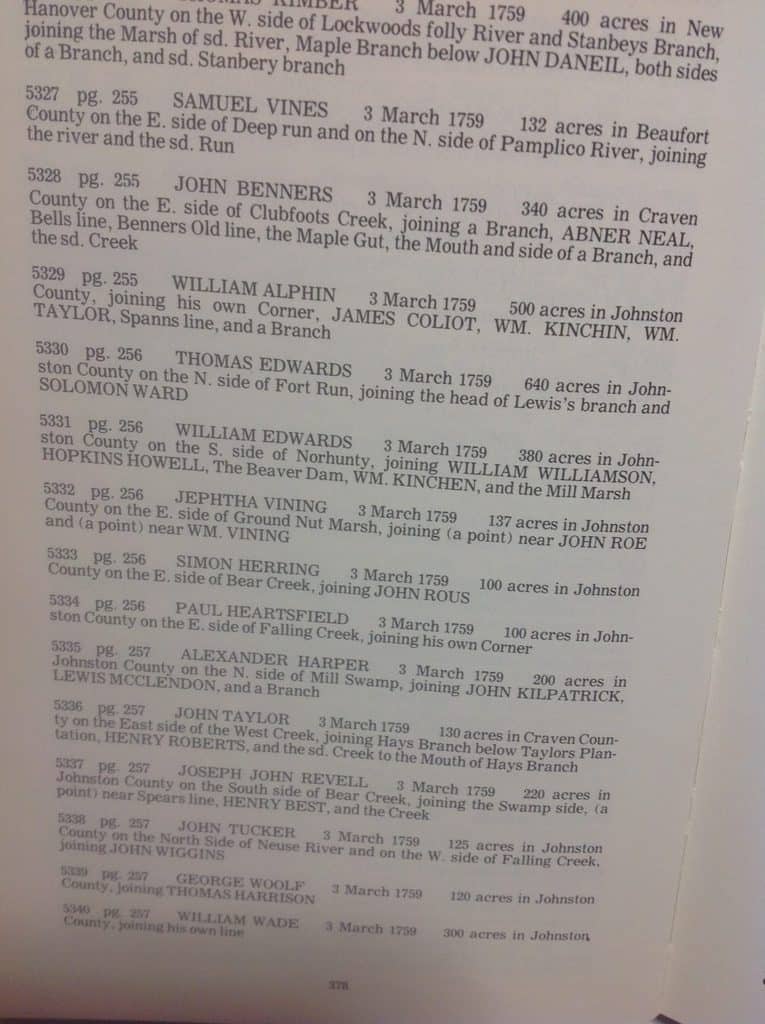 THOMAS KIMBER 3 March 1759 400 acres in New
Hanover County on the W. side of Lockwoods folly River and Stanbeys Branch,
joining the Marsh of sd. River, Maple Branch below JOHN DANEIL, both sides
of a Branch, and sd. Stanbery branch
5327 pg. 255 SAMUEL VINES 3 March 1759 132 acres in Beaufort
County on the E. side of Deep run and on the N. side of Pamplico River, joining
the river and the sd. Run
5328 pg. 255 JOHN BENNERS 3 March 1759 340 acres in Craven
County on the E. side of Clubfoots Creek, joining a Branch, ABNER NEAL,
Bells line, Benners Old line, the Maple Gut, the Mouth and side of a Branch, and
the sd. Creek
5329 pg. 255 WILLIAM ALPHIN 3 March 1759 500 acres in Johnston
County, joining his own Corner, JAMES COLIOT, WM. KINCHIN, WM.
TAYLOR, Spanns line, and a Branch
5330 pg. 256 THOMAS EDWARDS 3 March 1759 640 acres in John-
ston County on the N. side of Fort Run, joining the head of Lewis's branch and
SOLOMON WARD
5331 pg. 256 WILLIAM EDWARDS 3 March 1759 380 acres in John-
ston County on the S. side of Norhunty, joining WILLIAM WILLIAMSON,
HOPKINS HOWELL, The Beaver Dam, WM. KINCHEN, and the Mill Marsh
5332 pg. 256 JEPHTHA VINING 3 March 1759 137 acres in Johnston
County on the E. side of Ground Nut Marsh, joining (a point) near JOHN ROE
and (a point) near WM. VINING
5333 pg. 256 SIMON HERRING 3 March 1759 100 acres in Johnston
County on the E. side of Bear Creek, joining JOHN ROUS
5334 pg. 256 PAUL HEARTSFIELD 3 March 1759 100 acres in John-
ston County on the E. side of Falling Creek, joining his own Corner
5335 pg. 257 ALEXANDER HARPER 3 March 1759 200 acres in
Johnston County on the N. side of Mill Swamp, joining JOHN KILPATRICK,
LEWIS MCCLENDON, and a Branch
5336 pg. 257 JOHN TAYLOR 3 March 1759 130 acres in Craven Coun-
ty on the East side of the West Creek, joining Hays Branch below Taylors Plan-
tation, HENRY ROBERTS, and the sd. Creek to the Mouth of Hays Branch
5337 pg. 257 JOSEPH JOHN REVELL 3 March 1759 220 acres in
Johnston County on the South side of Bear Creek, joining the Swamp side, (a
point) near Spears line, HENRY BEST, and the Creek
5338 pg. 257 JOHN TUCKER 3 March 1759 125 acres in Johnston
County on the North Side of Neuse River and on the W. side of Falling Creek,
joining JOHN WIGGINS
5339 pg. 257 GEORGE WOOLF 3 March 1759 120 acres in Johnston
County, joining THOMAS HARRISON
5340 pg. 257 WILLIAM WADE 3 March 1759 300 acres in Johnston
County, joining his own line
378